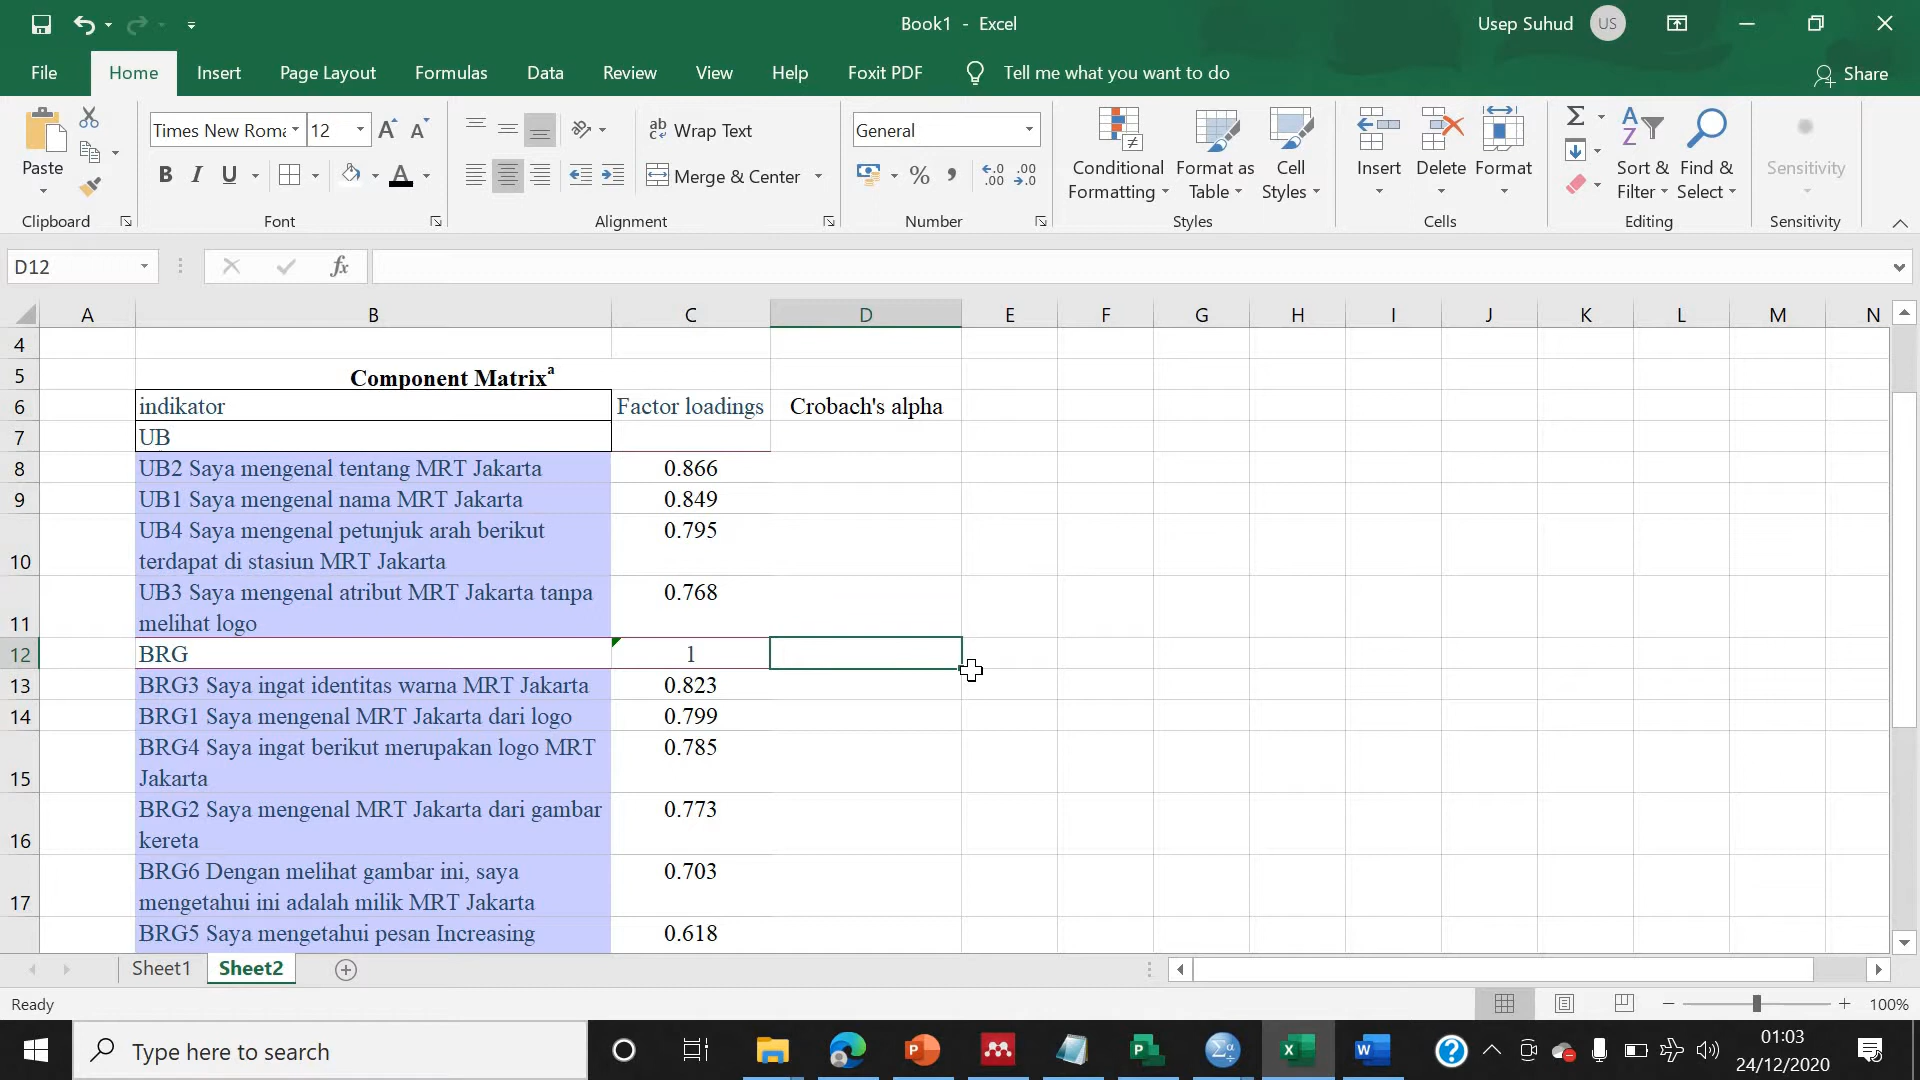 Book1 - Excel
Usep Suhud
US
File
Home
Insert
Page Layout
Formulas
Data
Review
View
Help
Foxit PDF
Tell me what you want to do
Share
Paste
Clipboard
Times New Roma
12
B I U
Font
Wrap Text
Merge & Center
Alignment
General
Number
Conditional
Formatting
Format as
Table
Cell
Styles
Styles
Insert
Delete
Format
Cells
Sort &
Filter
Find &
Select
Editing
Sensitivity
Sensitivity
D12
fx
A B C D E F G H I J K L M N
4
5 Component Matrixᵃ
6 indikator Factor loadings Crobach's alpha
7 UB
8 UB2 Saya mengenal tentang MRT Jakarta 0.866
9 UB1 Saya mengenal nama MRT Jakarta 0.849
UB4 Saya mengenal petunjuk arah berikut 0.795
10 terdapat di stasiun MRT Jakarta
UB3 Saya mengenal atribut MRT Jakarta tanpa 0.768
11 melihat logo
12 BRG 1
13 BRG3 Saya ingat identitas warna MRT Jakarta 0.823
14 BRG1 Saya mengenal MRT Jakarta dari logo 0.799
BRG4 Saya ingat berikut merupakan logo MRT 0.785
15 Jakarta
BRG2 Saya mengenal MRT Jakarta dari gambar 0.773
16 kereta
BRG6 Dengan melihat gambar ini, saya 0.703
17 mengetahui ini adalah milik MRT Jakarta
BRG5 Saya mengetahui pesan Increasing 0.618
Sheet1
Sheet2
Ready
100%
Type here to search
01:03
24/12/2020